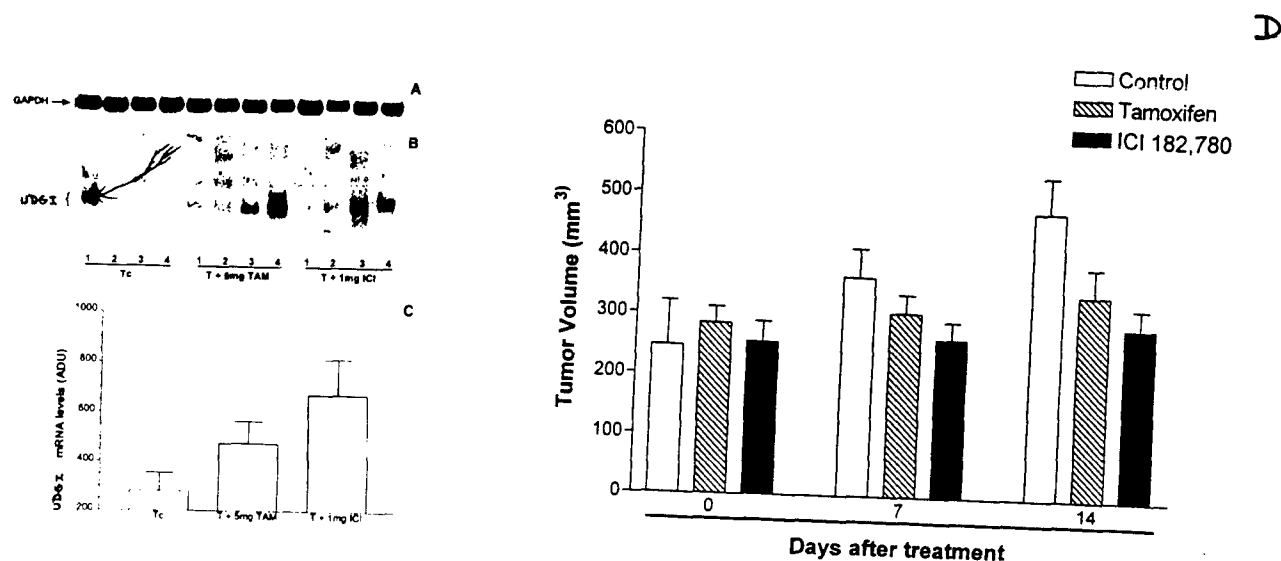 D
A
GAPDH →
B
UDGI {
1 2 3 4 1 2 3 4 1 2 3 4
Tc T + 5mg TAM T + 1mg ICI
C
1000
800
600
400
200
UDGI mRNA levels (ADU)
Tc T + 5mg TAM T + 1mg ICI
Control
Tamoxifen
ICI 182,780
600
500
400
300
200
100
0
Tumor Volume (mm³)
0 7 14
Days after treatment